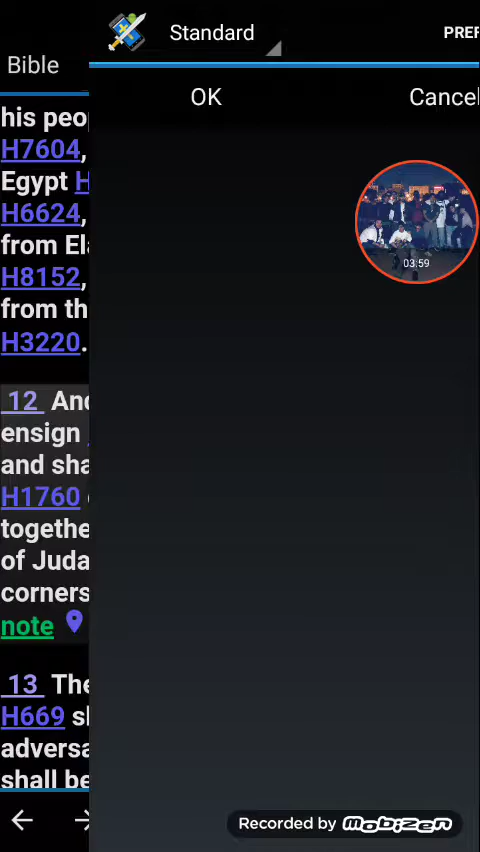 Standard
PREF
Bible
OK
Cancel
his peo
H7604,
Egypt H
H6624,
from El
H8152,
from th
H3220.
03:59
12 And
ensign
and sha
H1760
togethe
of Juda
corners
note
13 The
H669 s
adversa
shall be
Recorded by MOBIZEN